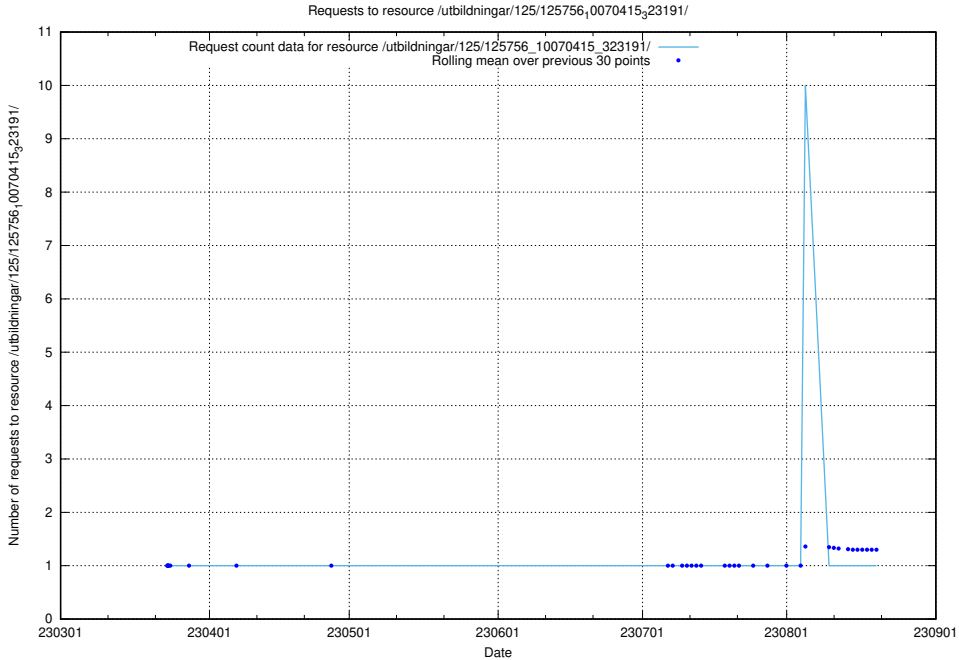 Requests to resource /utbildningar/125/125756₁0070415₃23191/
Number of requests to resource /utbildningar/125/125756₁0070415₃23191/
Request count data for resource /utbildningar/125/125756_10070415_323191/
Rolling mean over previous 30 points
11
10
9
8
7
6
5
4
3
2
1
0
230301 230401 230501 230601 230701 230801 230901
Date